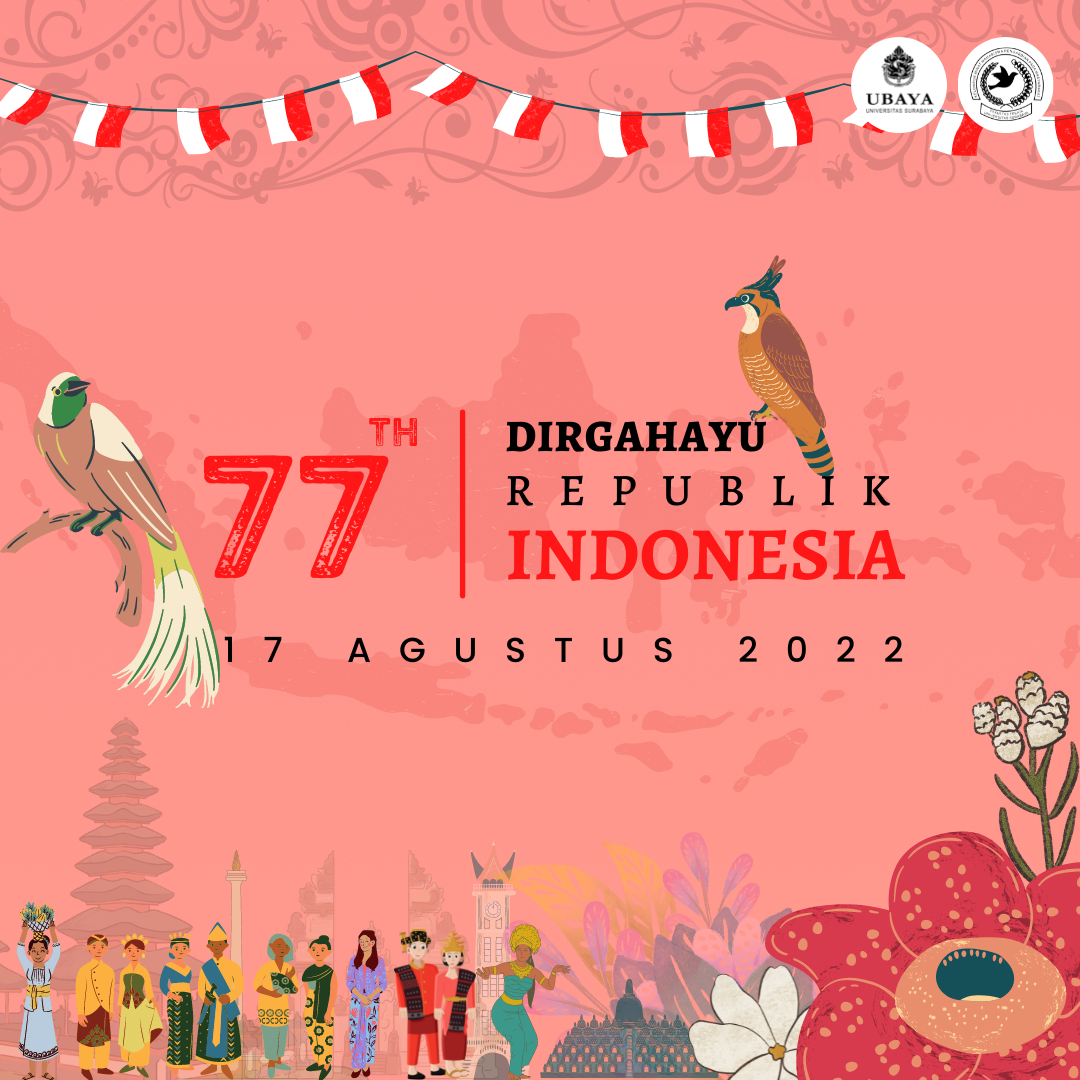 UBAYA
UNIVERSITAS SURABAYA
77TH
DIRGAHAYU
REPUBLIK
INDONESIA
17 AGUSTUS 2022